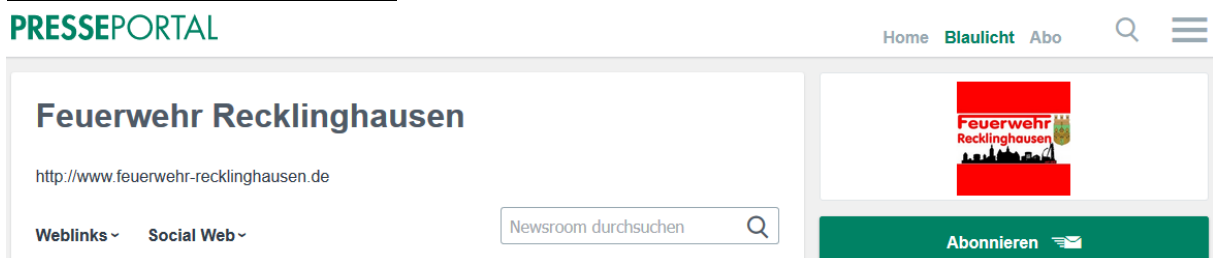 PRESSEPORTAL
Home Blaulicht Abo
Feuerwehr Recklinghausen
http://www.feuerwehr-recklinghausen.de
Weblinks
Social Web
Newsroom durchsuchen
Feuerwehr
Recklinghausen
Abonnieren